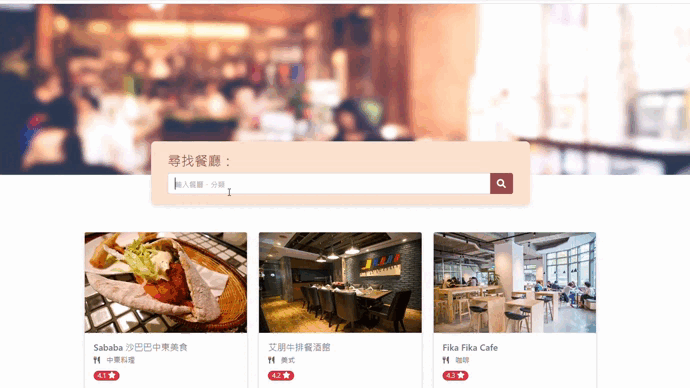 尋找餐廳：
輸入餐廳、分類
Sababa 沙巴巴中東美食
中東料理
4.1
艾朋牛排餐酒館
美式
4.2
Fika Fika Cafe
咖啡
4.3